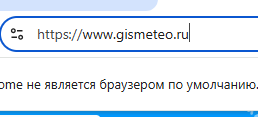 https://www.gismeteo.ru
ome не является браузером по умолчанию.